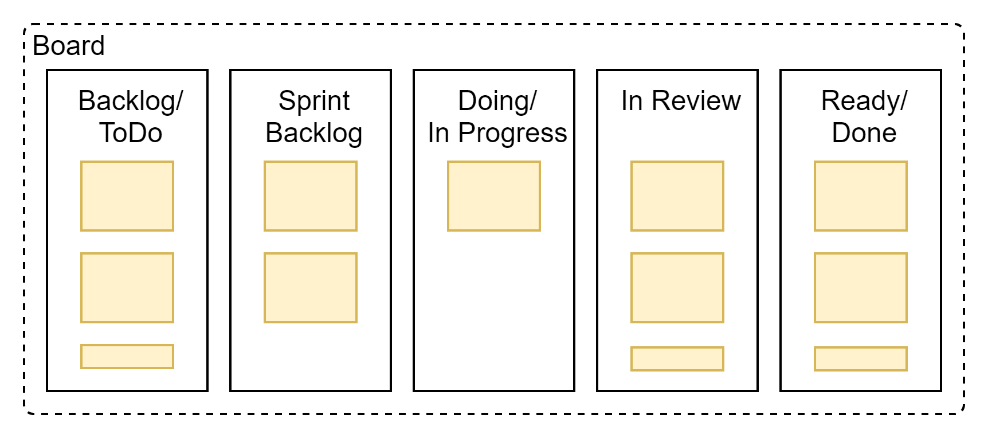 Board
Backlog/
ToDo
Sprint
Backlog
Doing/
In Progress
In Review
Ready/
Done